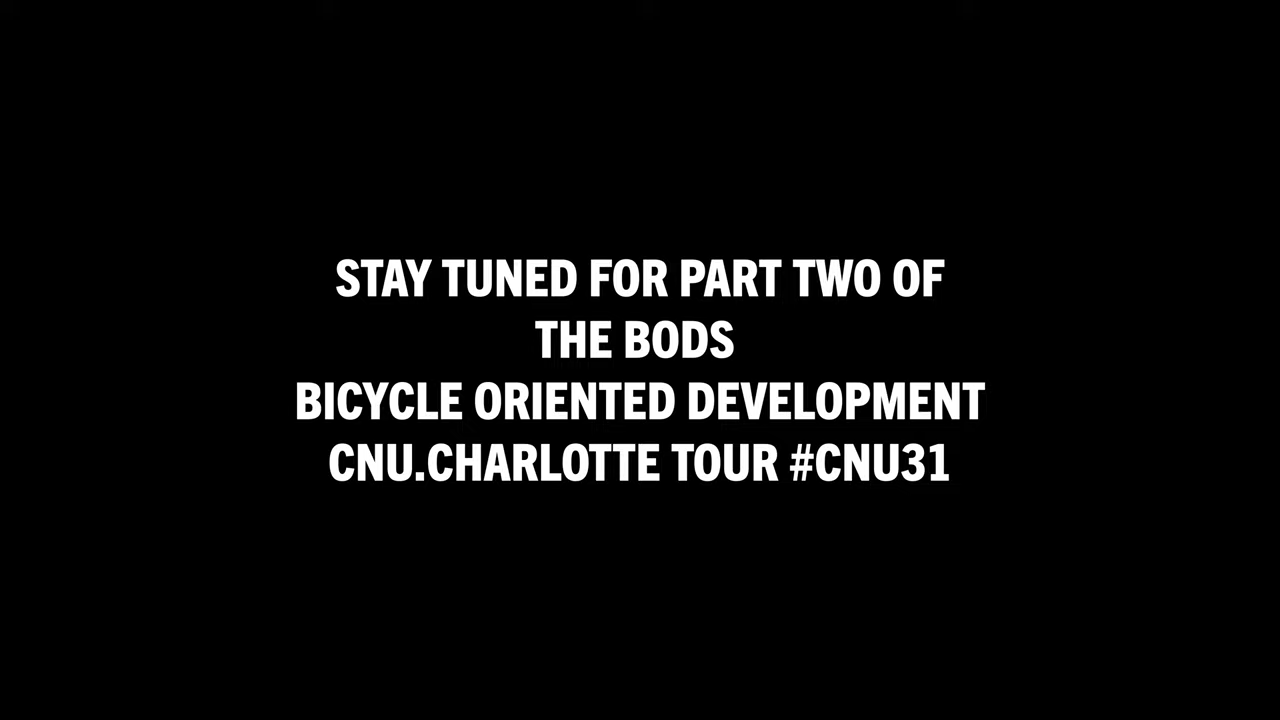 STAY TUNED FOR PART TWO OF
THE BODS
BICYCLE ORIENTED DEVELOPMENT
CNU.CHARLOTTE TOUR #CNU31